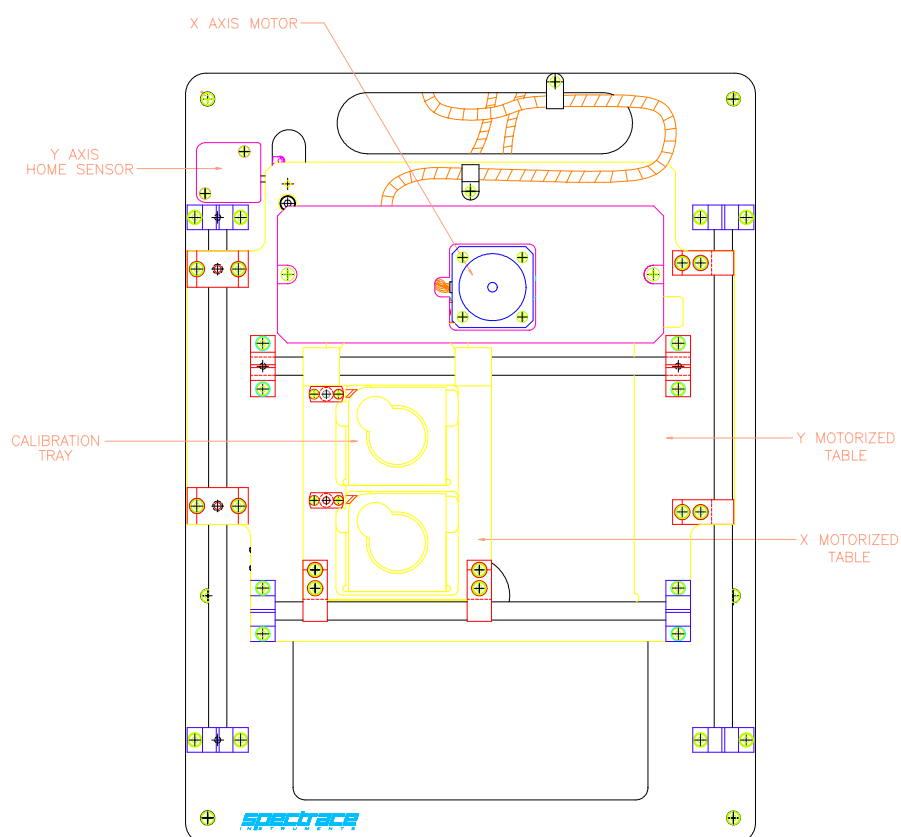 X AXIS MOTOR
Y AXIS
HOME SENSOR
CALIBRATION
TRAY
Y MOTORIZED
TABLE
X MOTORIZED
TABLE
spectrace
INSTRUMENTS